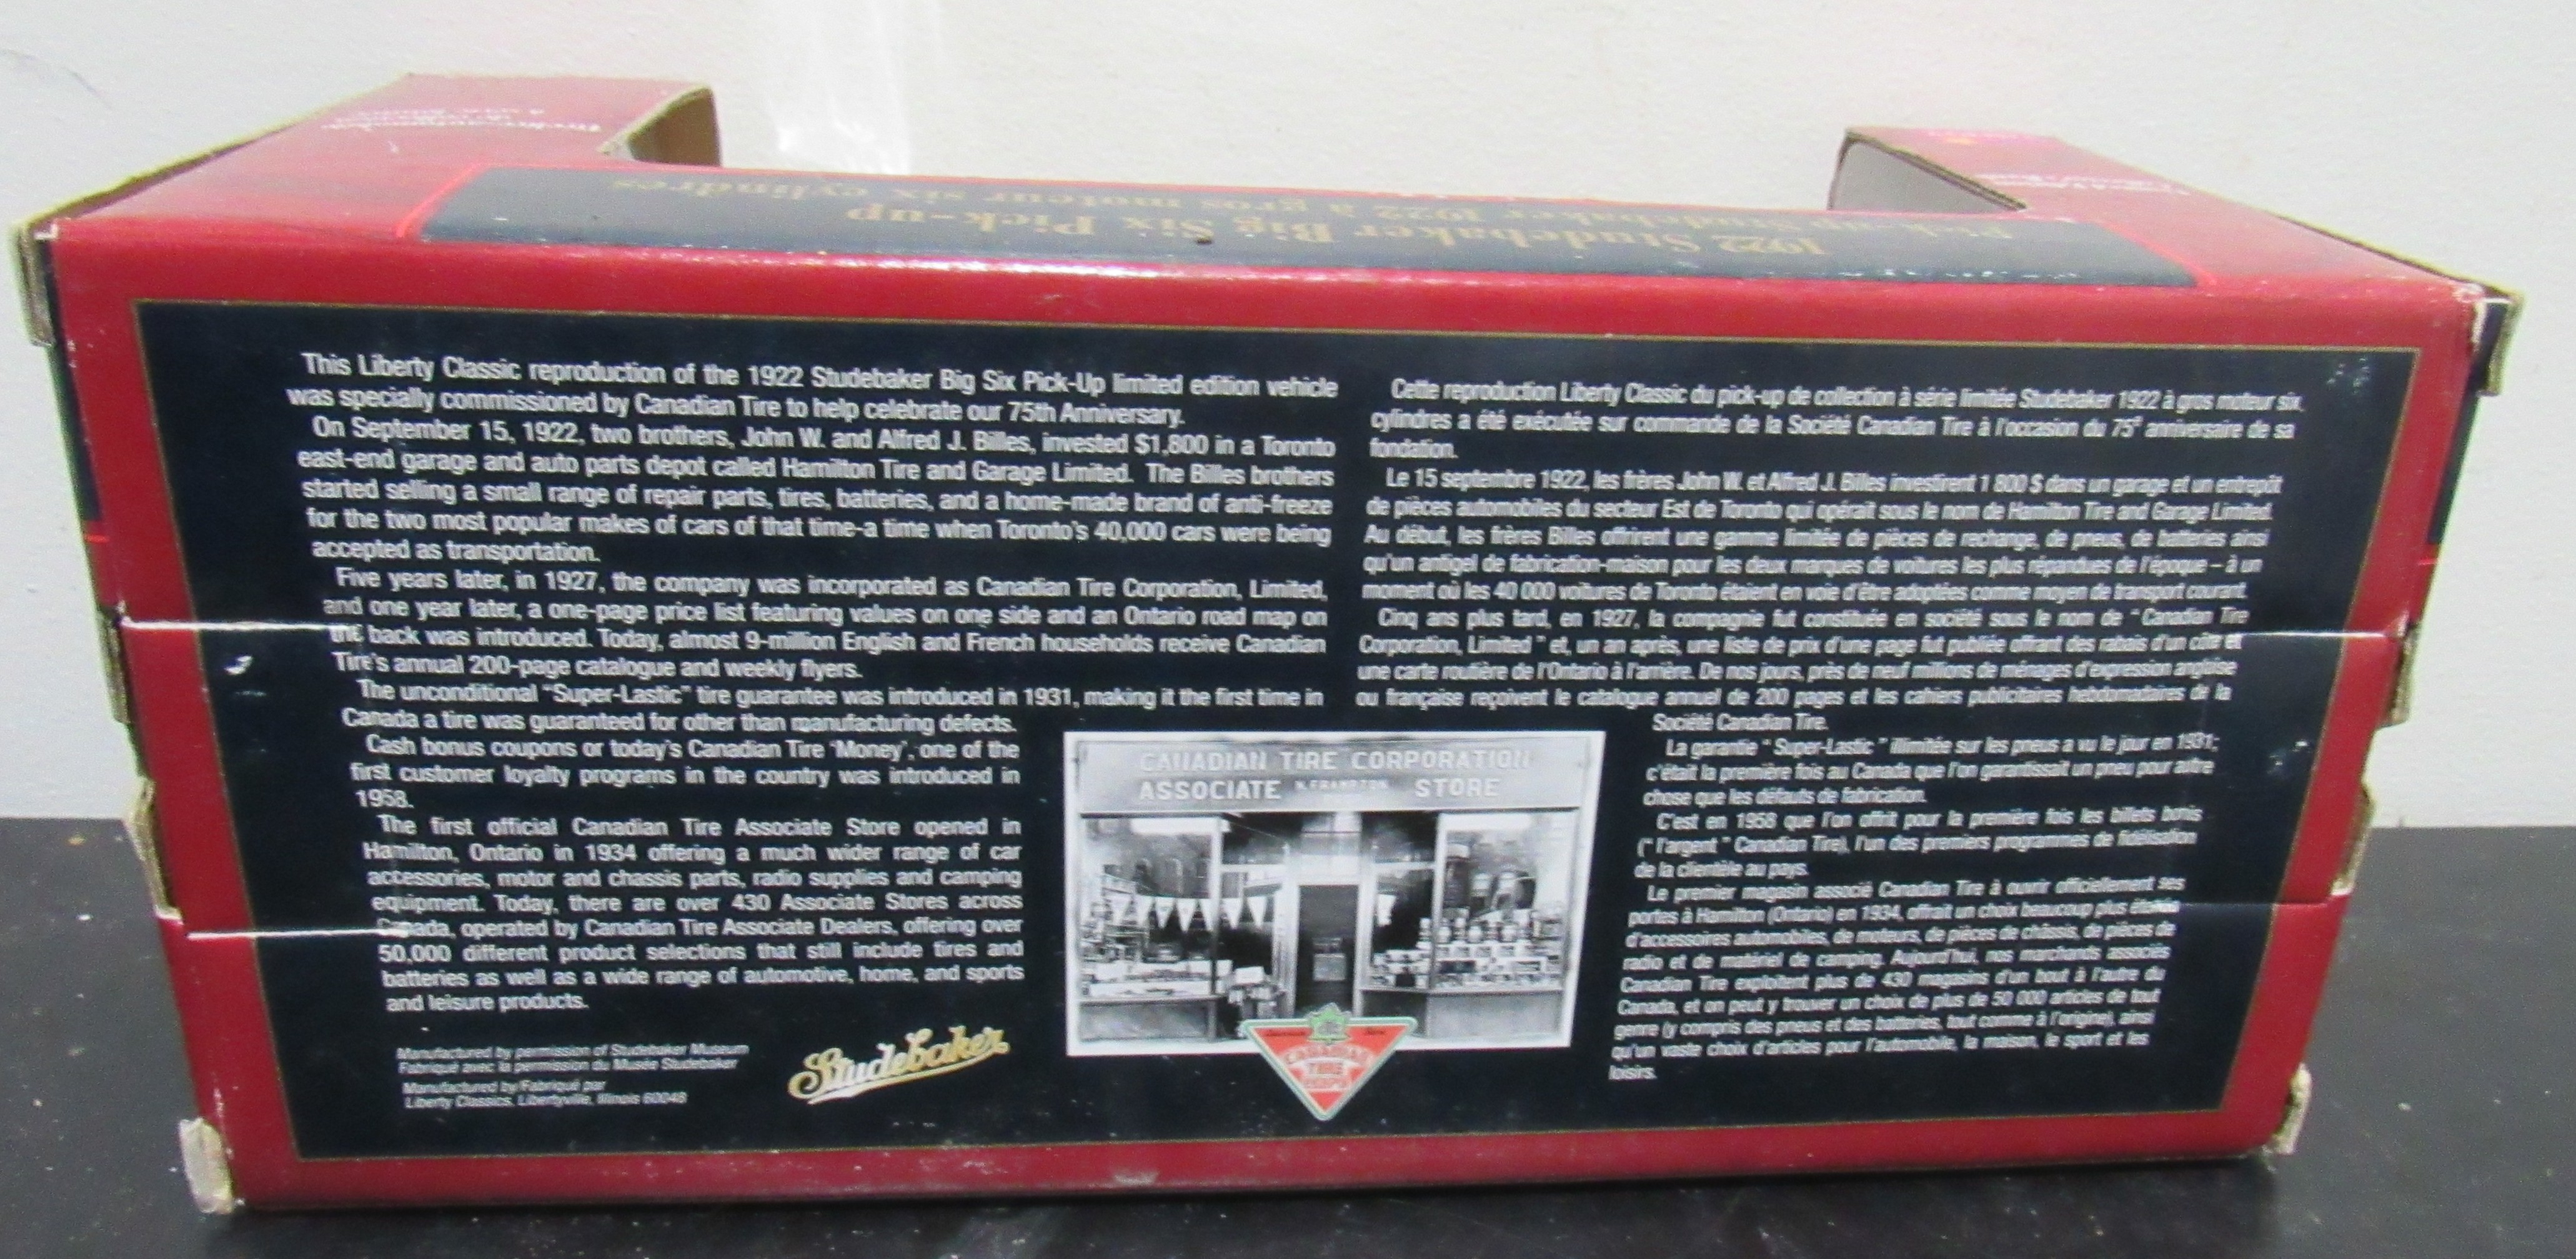 1922 Studebaker Big Six Pick-up
Pick-up Studebaker 1922 à gros moteur six cylindres
This Liberty Classic reproduction of the 1922 Studebaker Big Six Pick-Up limited edition vehicle
was specially commissioned by Canadian Tire to help celebrate our 75th Anniversary.
On September 15, 1922, two brothers, John W. and Alfred J. Billes, invested $1,800 in a Toronto
east-end garage and auto parts depot called Hamilton Tire and Garage Limited. The Billes brothers
started selling a small range of repair parts, tires, batteries, and a home-made brand of anti-freeze
for the two most popular makes of cars of that time-a time when Toronto's 40,000 cars were being
accepted as transportation.
Five years later, in 1927, the company was incorporated as Canadian Tire Corporation, Limited,
and one year later, a one-page price list featuring values on one side and an Ontario road map on
the back was introduced. Today, almost 9-million English and French households receive Canadian
Tire's annual 200-page catalogue and weekly flyers.
The unconditional "Super-Lastic" tire guarantee was introduced in 1931, making it the first time in
Canada a tire was guaranteed for other than manufacturing defects.
Cash bonus coupons or today's Canadian Tire 'Money', one of the
first customer loyalty programs in the country was introduced in
1958.
The first official Canadian Tire Associate Store opened in
Hamilton, Ontario in 1934 offering a much wider range of car
accessories, motor and chassis parts, radio supplies and camping
equipment. Today, there are over 430 Associate Stores across
Canada, operated by Canadian Tire Associate Dealers, offering over
50,000 different product selections that still include tires and
batteries as well as a wide range of automotive, home, and sports
and leisure products.
Manufactured by permission of Studebaker Museum
Fabriqué avec la permission du Musée Studebaker
Manufactured by/Fabriqué par
Liberty Classics, Libertyville, Illinois 60048
Studebaker
CANADIAN TIRE CORPORATION
ASSOCIATE N. FRAMPTON STORE
CANADIAN
TIRE
CORP'N
Cette reproduction Liberty Classic du pick-up de collection à série limitée Studebaker 1922 à gros moteur six
cylindres a été exécutée sur commande de la Société Canadian Tire à l'occasion du 75e anniversaire de sa
fondation.
Le 15 septembre 1922, les frères John W. et Alfred J. Billes investirent 1 800 $ dans un garage et un entrepôt
de pièces automobiles du secteur Est de Toronto qui opérait sous le nom de Hamilton Tire and Garage Limited.
Au début, les frères Billes offrirent une gamme limitée de pièces de rechange, de pneus, de batteries ainsi
qu'un antigel de fabrication-maison pour les deux marques de voitures les plus répandues de l'époque – à un
moment où les 40 000 voitures de Toronto étaient en voie d'être adoptées comme moyen de transport courant.
Cinq ans plus tard, en 1927, la compagnie fut constituée en société sous le nom de " Canadian Tire
Corporation, Limited " et, un an après, une liste de prix d'une page fut publiée offrant des rabais d'un côté et
une carte routière de l'Ontario à l'arrière. De nos jours, près de neuf millions de ménages d'expression anglaise
ou française reçoivent le catalogue annuel de 200 pages et les cahiers publicitaires hebdomadaires de la
Société Canadian Tire.
La garantie " Super-Lastic " illimitée sur les pneus a vu le jour en 1931;
c'était la première fois au Canada que l'on garantissait un pneu pour autre
chose que les défauts de fabrication.
C'est en 1958 que l'on offrit pour la première fois les billets bonis
(" l'argent " Canadian Tire), l'un des premiers programmes de fidélisation
de la clientèle au pays.
Le premier magasin associé Canadian Tire à ouvrir officiellement ses
portes à Hamilton (Ontario) en 1934, offrait un choix beaucoup plus étendu
d'accessoires automobiles, de moteurs, de pièces de châssis, de pièces de
radio et de matériel de camping. Aujourd'hui, nos marchands associés
Canadian Tire exploitent plus de 430 magasins d'un bout à l'autre du
Canada, et on peut y trouver un choix de plus de 50 000 articles de tout
genre (y compris des pneus et des batteries, tout comme à l'origine), ainsi
qu'un vaste choix d'articles pour l'automobile, la maison, le sport et les
loisirs.